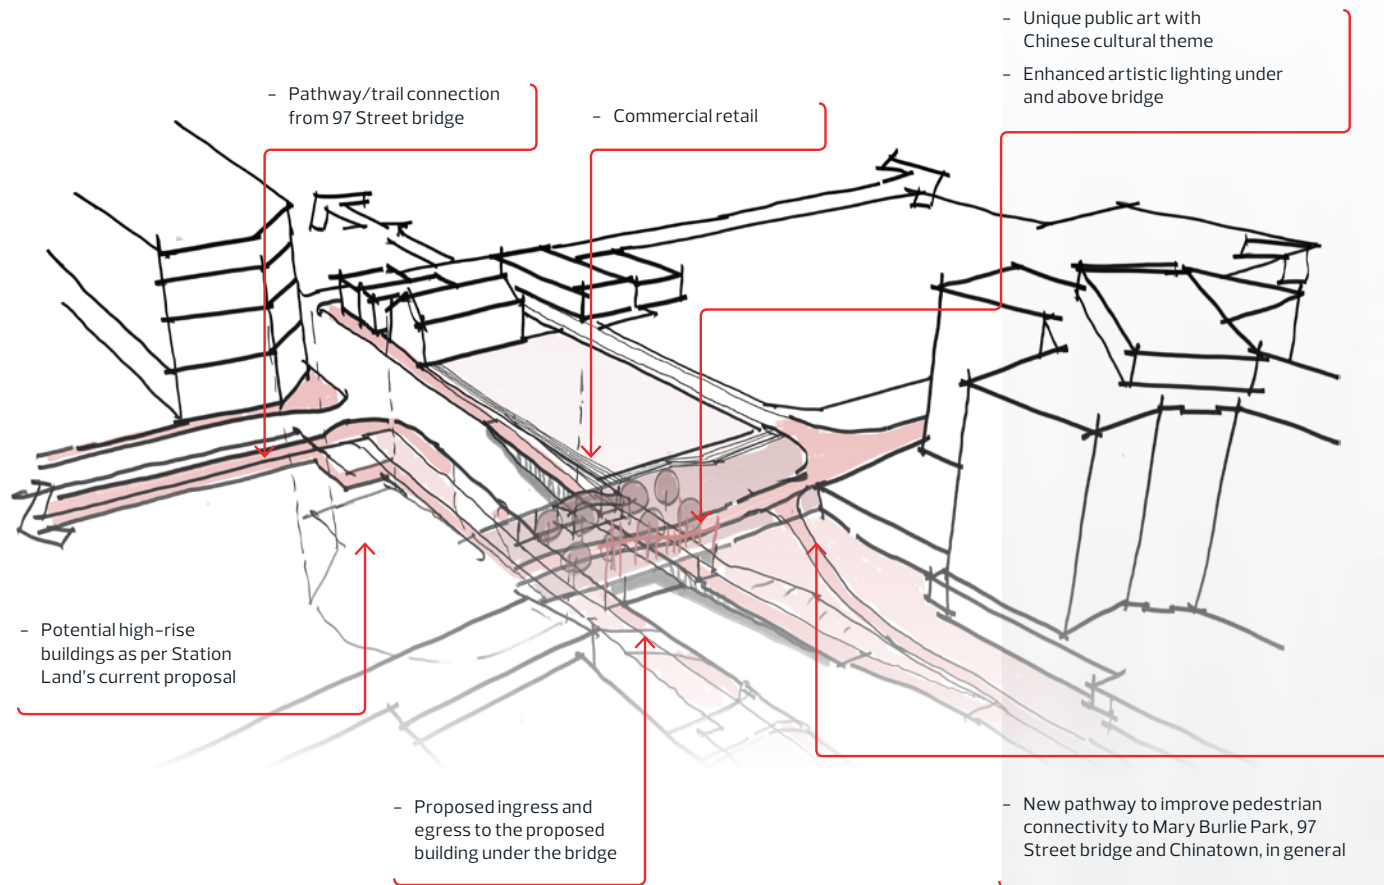 – Unique public art with
Chinese cultural theme
– Enhanced artistic lighting under
and above bridge
– Pathway/trail connection
from 97 Street bridge
– Commercial retail
– Potential high-rise
buildings as per Station
Land's current proposal
– Proposed ingress and
egress to the proposed
building under the bridge
– New pathway to improve pedestrian
connectivity to Mary Burlie Park, 97
Street bridge and Chinatown, in general